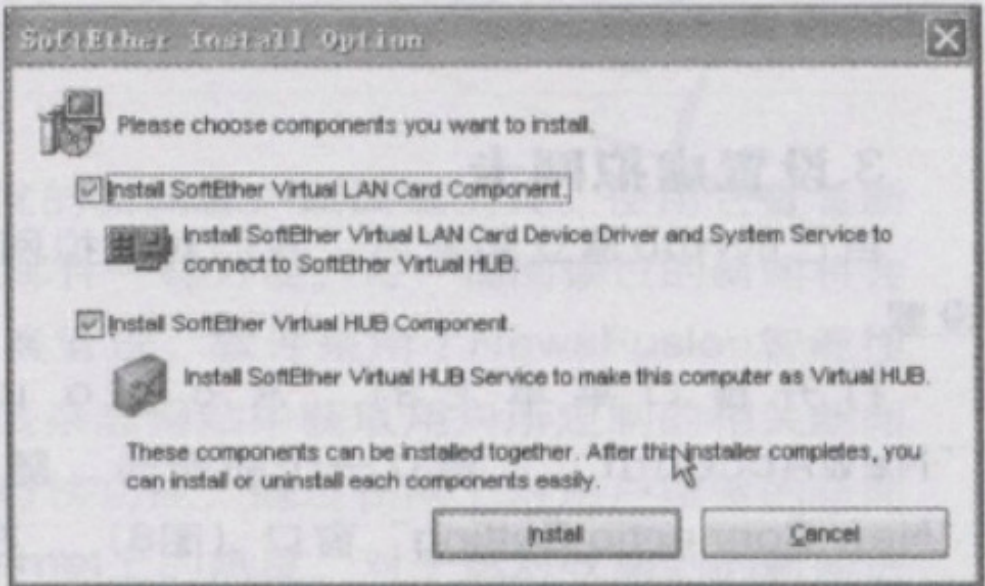 SoftEther Install Option
Please choose components you want to install.
Install SoftEther Virtual LAN Card Component.
Install SoftEther Virtual LAN Card Device Driver and System Service to
connect to SoftEther Virtual HUB.
Install SoftEther Virtual HUB Component.
Install SoftEther Virtual HUB Service to make this computer as Virtual HUB.
These components can be installed together. After this installer completes, you
can install or uninstall each components easily.
Install
Cancel